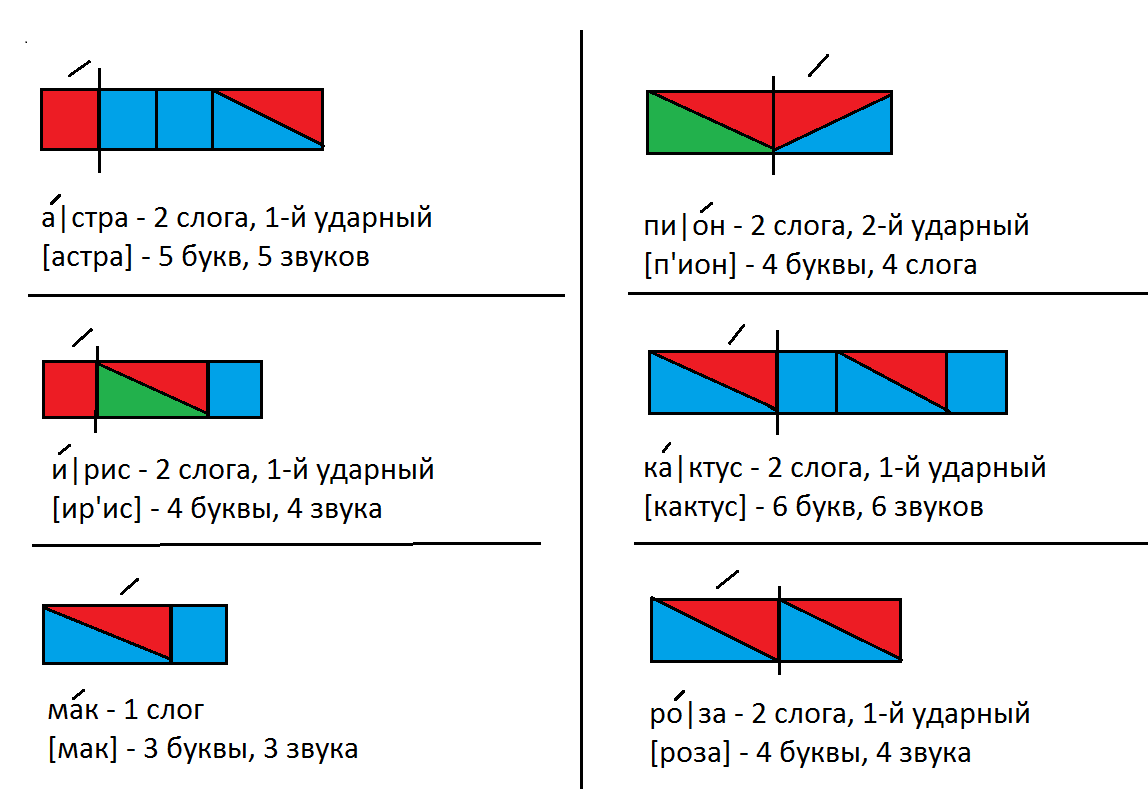 а́|стра - 2 слога, 1-й ударный
[астра] - 5 букв, 5 звуков
и́|рис - 2 слога, 1-й ударный
[ир'ис] - 4 буквы, 4 звука
ма́к - 1 слог
[мак] - 3 буквы, 3 звука
пи|о́н - 2 слога, 2-й ударный
[п'ион] - 4 буквы, 4 слога
ка́|ктус - 2 слога, 1-й ударный
[кактус] - 6 букв, 6 звуков
ро́|за - 2 слога, 1-й ударный
[роза] - 4 буквы, 4 звука